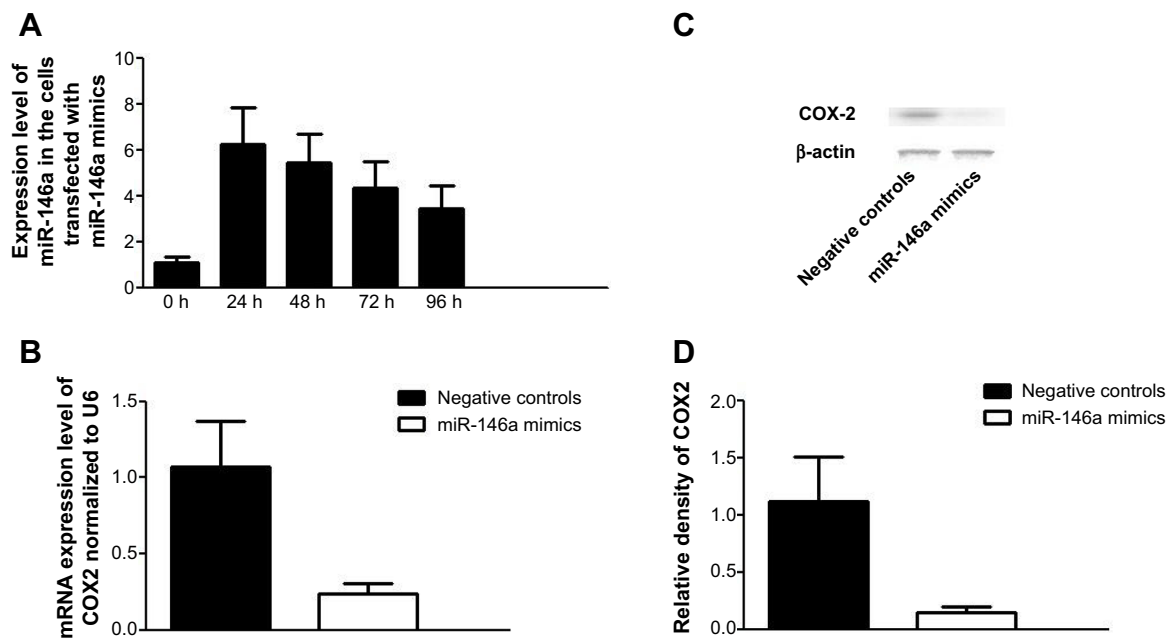 A
Expression level of
miR-146a in the cells
transfected with
miR-146a mimics
10
8
6
4
2
0
0 h 24 h 48 h 72 h 96 h
C
COX-2
β-actin
Negative controls
miR-146a mimics
B
mRNA expression level of
COX2 normalized to U6
1.5
1.0
0.5
0.0
Negative controls
miR-146a mimics
D
Relative density of COX2
2.0
1.5
1.0
0.5
0.0
Negative controls
miR-146a mimics